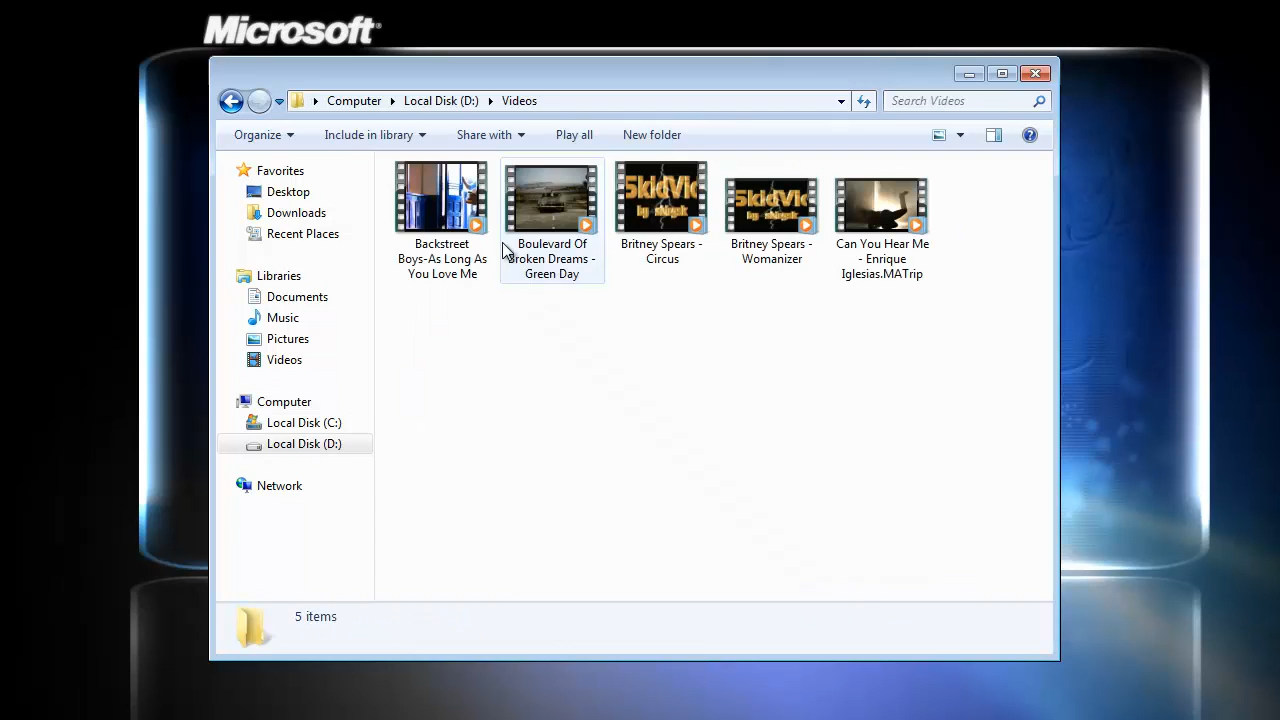 Microsoft®
Computer Local Disk (D:) Videos
Search Videos
Organize Include in library Share with Play all New folder
Favorites
Desktop
Downloads
Recent Places
Libraries
Documents
Music
Pictures
Videos
Computer
Local Disk (C:)
Local Disk (D:)
Network
Backstreet
Boys-As Long As
You Love Me
Boulevard Of
Broken Dreams -
Green Day
Britney Spears -
Circus
Britney Spears -
Womanizer
Can You Hear Me
- Enrique
Iglesias.MATrip
5 items